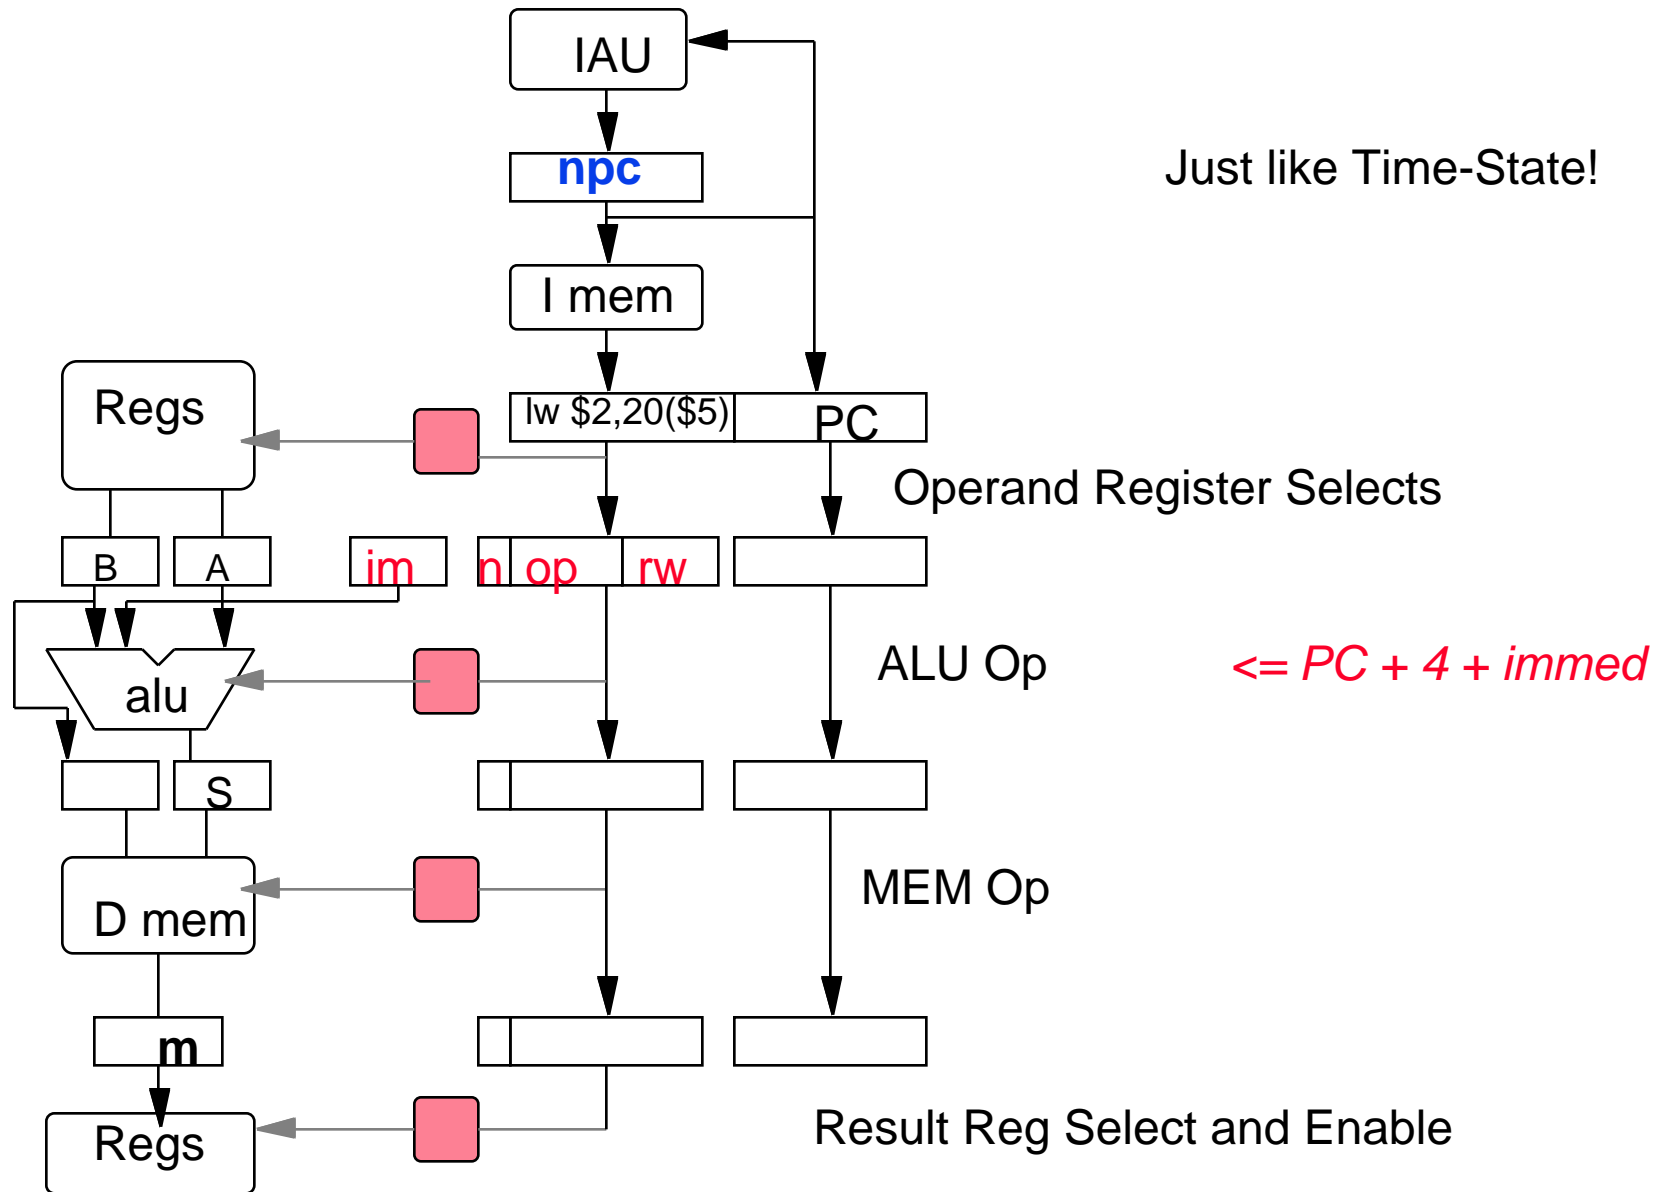 IAU
npc
Just like Time-State!
I mem
Regs
lw $2,20($5)
PC
Operand Register Selects
B
A
im
n
op
rw
alu
ALU Op
<= PC + 4 + immed
S
D mem
MEM Op
m
Regs
Result Reg Select and Enable